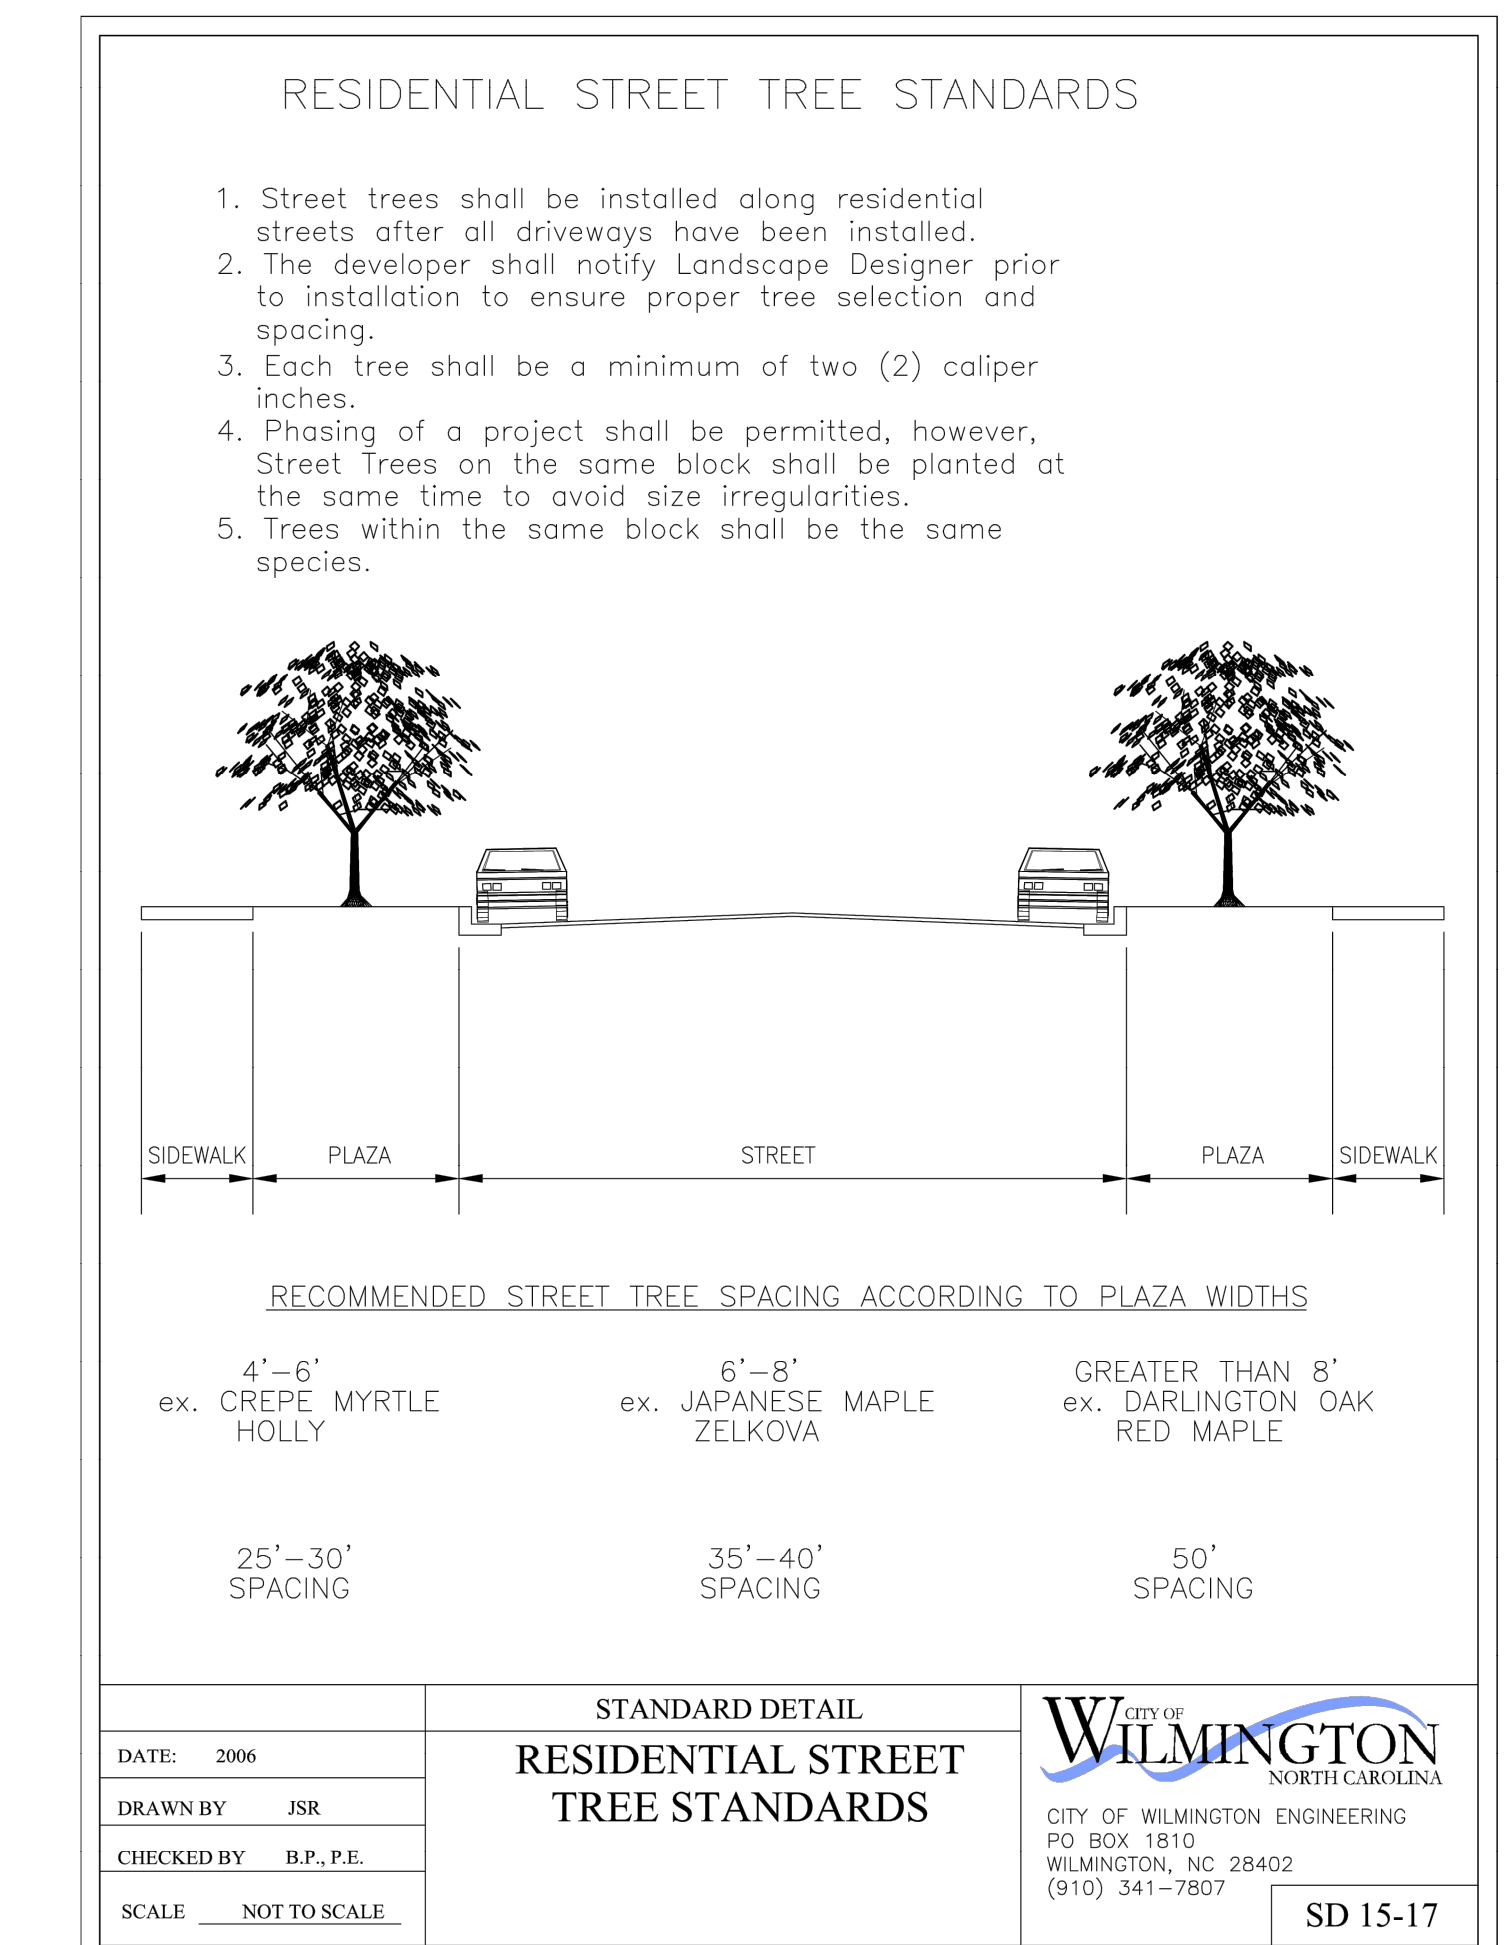 RESIDENTIAL STREET TREE STANDARDS
1. Street trees shall be installed along residential
streets after all driveways have been installed.
2. The developer shall notify Landscape Designer prior
to installation to ensure proper tree selection and
spacing.
3. Each tree shall be a minimum of two (2) caliper
inches.
4. Phasing of a project shall be permitted, however,
Street Trees on the same block shall be planted at
the same time to avoid size irregularities.
5. Trees within the same block shall be the same
species.
SIDEWALK PLAZA STREET PLAZA SIDEWALK
RECOMMENDED STREET TREE SPACING ACCORDING TO PLAZA WIDTHS
4'-6'
ex. CREPE MYRTLE
HOLLY
25'-30'
SPACING
6'-8'
ex. JAPANESE MAPLE
ZELKOVA
35'-40'
SPACING
GREATER THAN 8'
ex. DARLINGTON OAK
RED MAPLE
50'
SPACING
DATE: 2006
DRAWN BY JSR
CHECKED BY B.P., P.E.
SCALE NOT TO SCALE
STANDARD DETAIL
RESIDENTIAL STREET
TREE STANDARDS
CITY OF
WILMINGTON
NORTH CAROLINA
CITY OF WILMINGTON ENGINEERING
PO BOX 1810
WILMINGTON, NC 28402
(910) 341-7807
SD 15-17